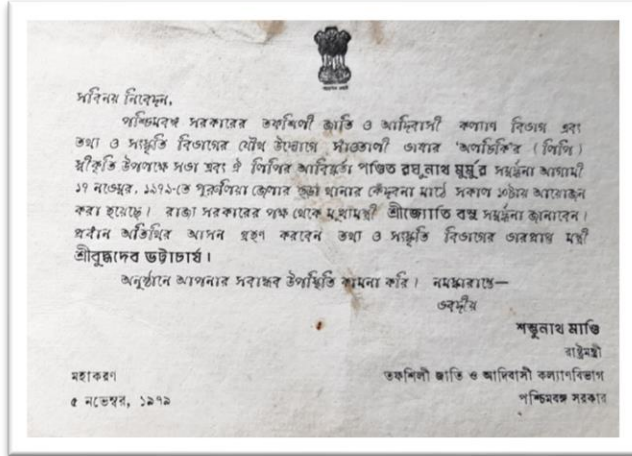 সবিনয় নিবেদন,
পশ্চিমবঙ্গ সরকারের তফশিলী জাতি ও আদিবাসী কল্যাণ বিভাগ এবং
তথ্য ও সংস্কৃতি বিভাগের যৌথ উদ্যোগে সাঁওতালী ভাষার 'অলচিকি'র (লিপি)
স্বীকৃতি উপলক্ষে সভা এবং ঐ লিপির আবিষ্কর্তা পণ্ডিত রঘুনাথ মুর্মুর সম্বর্দ্ধনা আগামী
১৭ নভেম্বর, ১৯৭৯-তে পুরুলিয়া জেলার হুড়া থানার কেঁদবনা মাঠে সকাল ১০টায় আয়োজন
করা হয়েছে। রাজ্য সরকারের পক্ষ থেকে মুখ্যমন্ত্রী শ্রীজ্যোতি বসু সম্বর্দ্ধনা জানাবেন।
প্রধান অতিথির আসন গ্রহণ করবেন তথ্য ও সংস্কৃতি বিভাগের ভারপ্রাপ্ত মন্ত্রী
শ্রীবুদ্ধদেব ভট্টাচার্য।
অনুষ্ঠানে আপনার সবান্ধব উপস্থিতি কামনা করি। নমস্কারান্তে—
ভবদীয়
শম্ভুনাথ মাণ্ডি
রাষ্ট্রমন্ত্রী
মহাকরণ তফশিলী জাতি ও আদিবাসী কল্যাণবিভাগ
৫ নভেম্বর, ১৯৭৯ পশ্চিমবঙ্গ সরকার